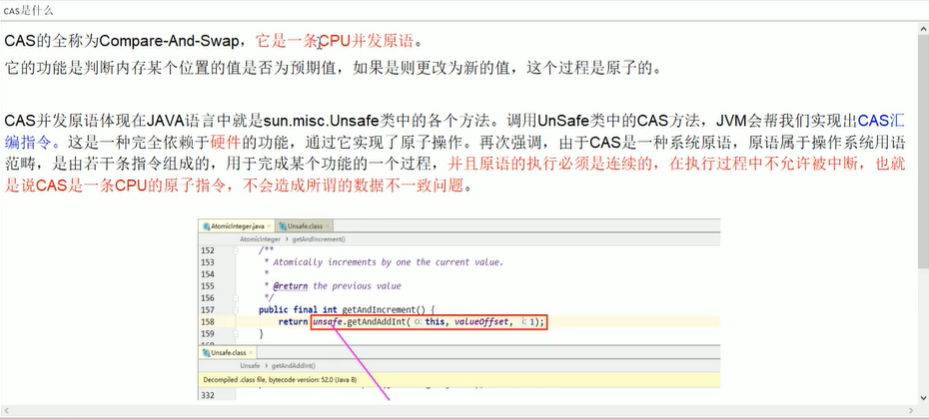 CAS是什么
CAS的全称为Compare-And-Swap，它是一条CPU并发原语。
它的功能是判断内存某个位置的值是否为预期值，如果是则更改为新的值，这个过程是原子的。
CAS并发原语体现在JAVA语言中就是sun.misc.Unsafe类中的各个方法。调用UnSafe类中的CAS方法，JVM会帮我们实现出CAS汇
编指令。这是一种完全依赖于硬件的功能，通过它实现了原子操作。再次强调，由于CAS是一种系统原语，原语属于操作系统用语
范畴，是由若干条指令组成的，用于完成某个功能的一个过程，并且原语的执行必须是连续的，在执行过程中不允许被中断，也就
是说CAS是一条CPU的原子指令，不会造成所谓的数据不一致问题。
AtomicInteger.java × Unsafe.class ×
AtomicInteger › getAndIncrement()
152 /**
153 * Atomically increments by one the current value.
154 *
155 * @return the previous value
156 */
157 public final int getAndIncrement() {
158 return unsafe.getAndAddInt( o: this, valueOffset, i: 1);
159 }
Unsafe.class ×
Unsafe › getAndAddInt()
Decompiled .class file, bytecode version: 52.0 (Java 8)
332